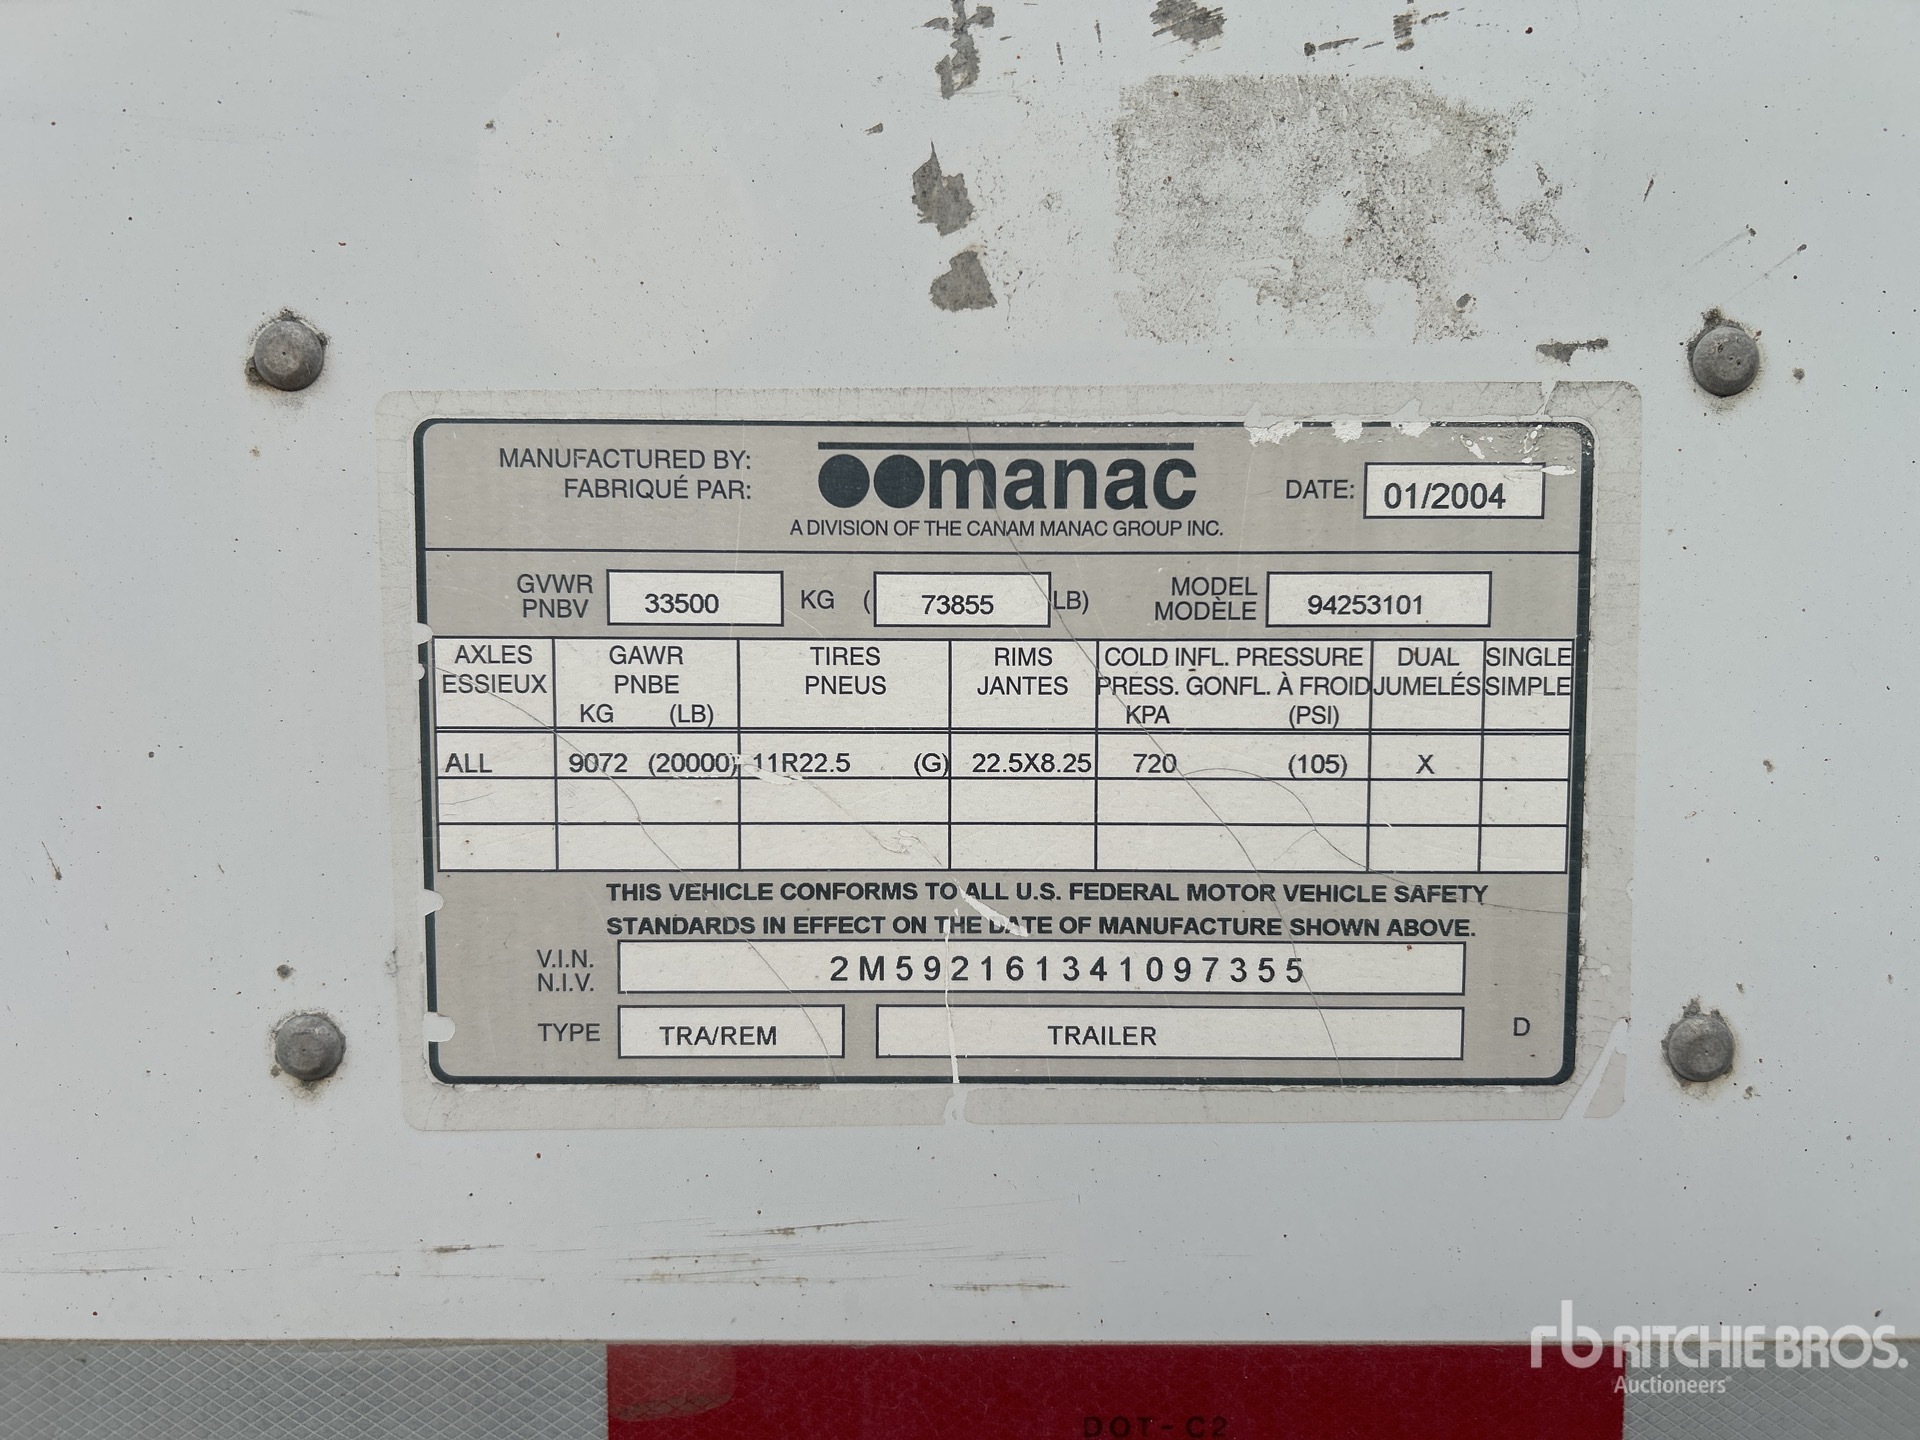 MANUFACTURED BY:
FABRIQUÉ PAR:
manac
A DIVISION OF THE CANAM MANAC GROUP INC.
DATE: 01/2004
GVWR
PNBV
33500 KG ( 73855 LB)
MODEL
MODÈLE
94253101
AXLES
ESSIEUX
GAWR
PNBE
KG (LB)
TIRES
PNEUS
RIMS
JANTES
COLD INFL. PRESSURE
PRESS. GONFL. À FROID
KPA (PSI)
DUAL
JUMELÉS
SINGLE
SIMPLE
ALL 9072 (20000) 11R22.5 (G) 22.5X8.25 720 (105) X
THIS VEHICLE CONFORMS TO ALL U.S. FEDERAL MOTOR VEHICLE SAFETY
STANDARDS IN EFFECT ON THE DATE OF MANUFACTURE SHOWN ABOVE.
V.I.N.
N.I.V.
2M592161341097355
TYPE TRA/REM TRAILER D
rb RITCHIE BROS.
Auctioneers
DOT-C2